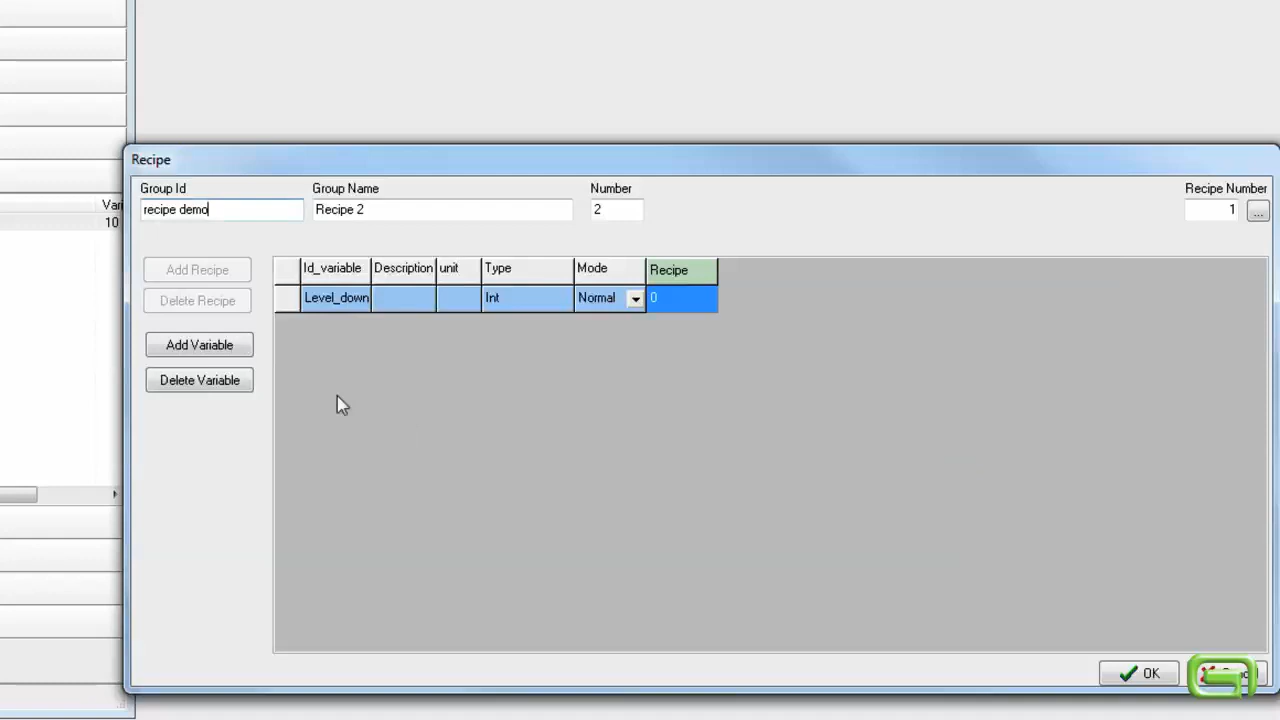 Recipe
Group Id Group Name Number Recipe Number
recipe demo Recipe 2 2 1 ...
Vari
10
Add Recipe
Delete Recipe
Add Variable
Delete Variable
Id_variable Description unit Type Mode Recipe
Level_down Int Normal 0
OK